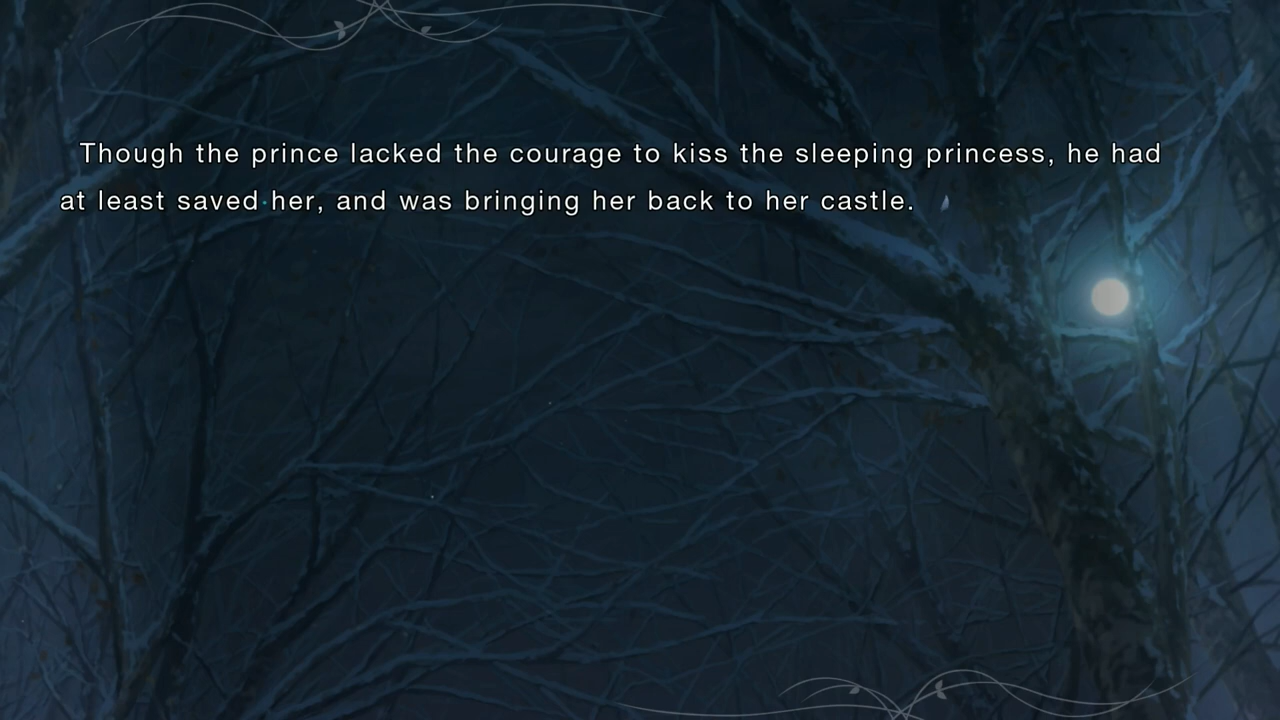 Though the prince lacked the courage to kiss the sleeping princess, he had
at least saved her, and was bringing her back to her castle.